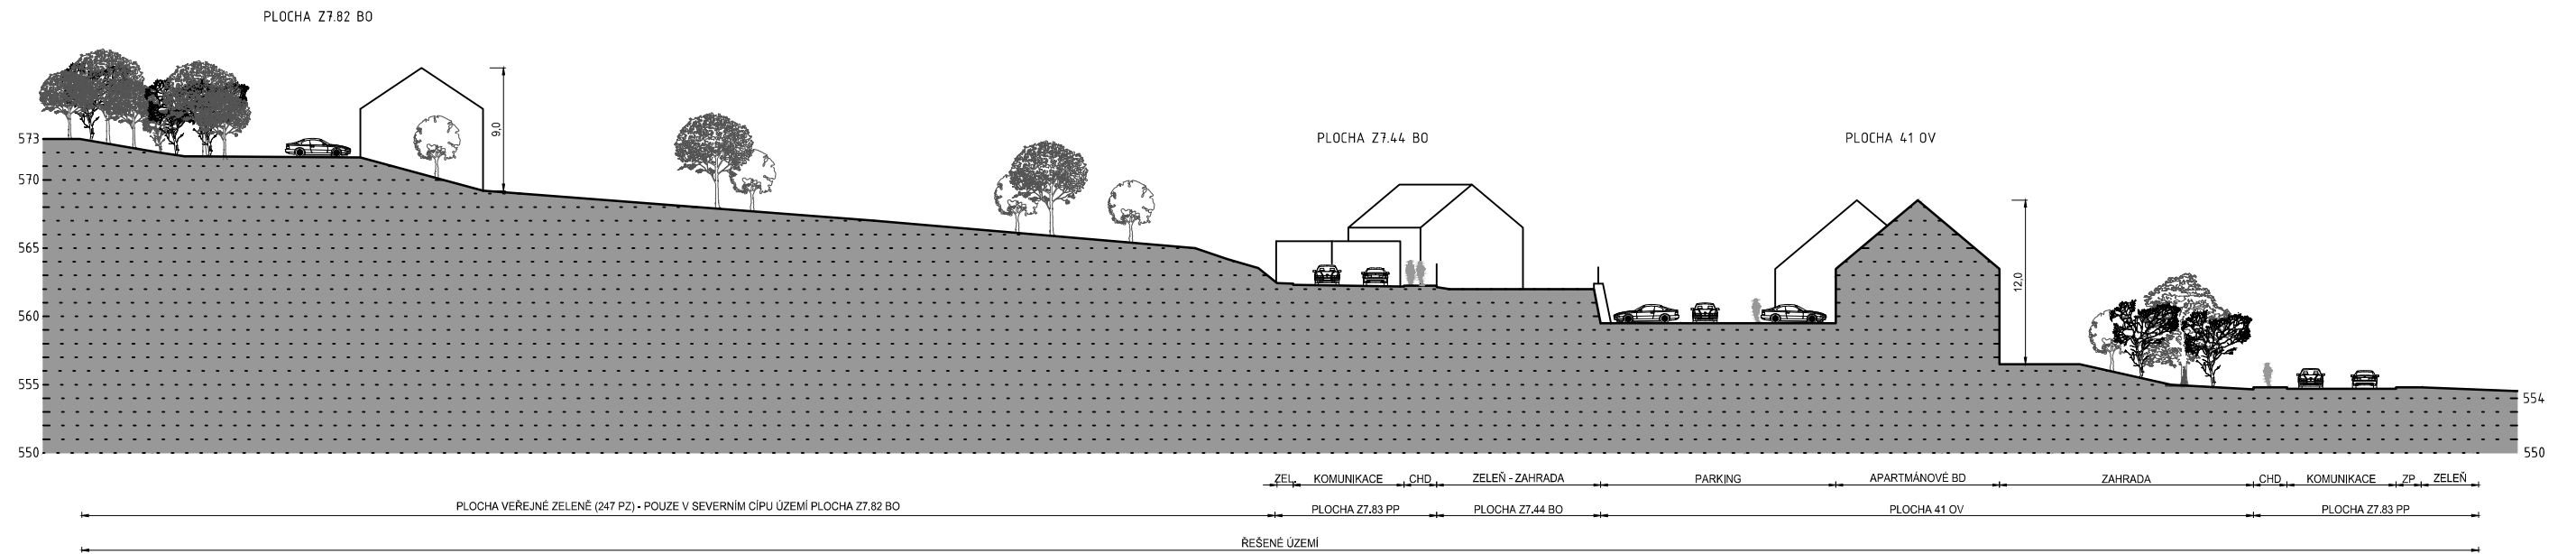 PLOCHA Z7.82 BO
9,0
573
PLOCHA Z7.44 BO
PLOCHA 41 OV
570
565
12,0
560
555
554
550
550
ZEL.
KOMUNIKACE
CHD
ZELEŇ - ZAHRADA
PARKING
APARTMÁNOVÉ BD
ZAHRADA
CHD
KOMUNIKACE
ZP
ZELEŇ
PLOCHA VEŘEJNÉ ZELENĚ (247 PZ) - POUZE V SEVERNÍM CÍPU ÚZEMÍ PLOCHA Z7.82 BO
PLOCHA Z7.83 PP
PLOCHA Z7.44 BO
PLOCHA 41 OV
PLOCHA Z7.83 PP
ŘEŠENÉ ÚZEMÍ